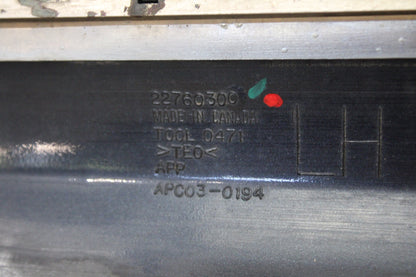 22760300
MADE IN CANADA
TOOL 0471
>TEO<
APP
APC03-0194
LH